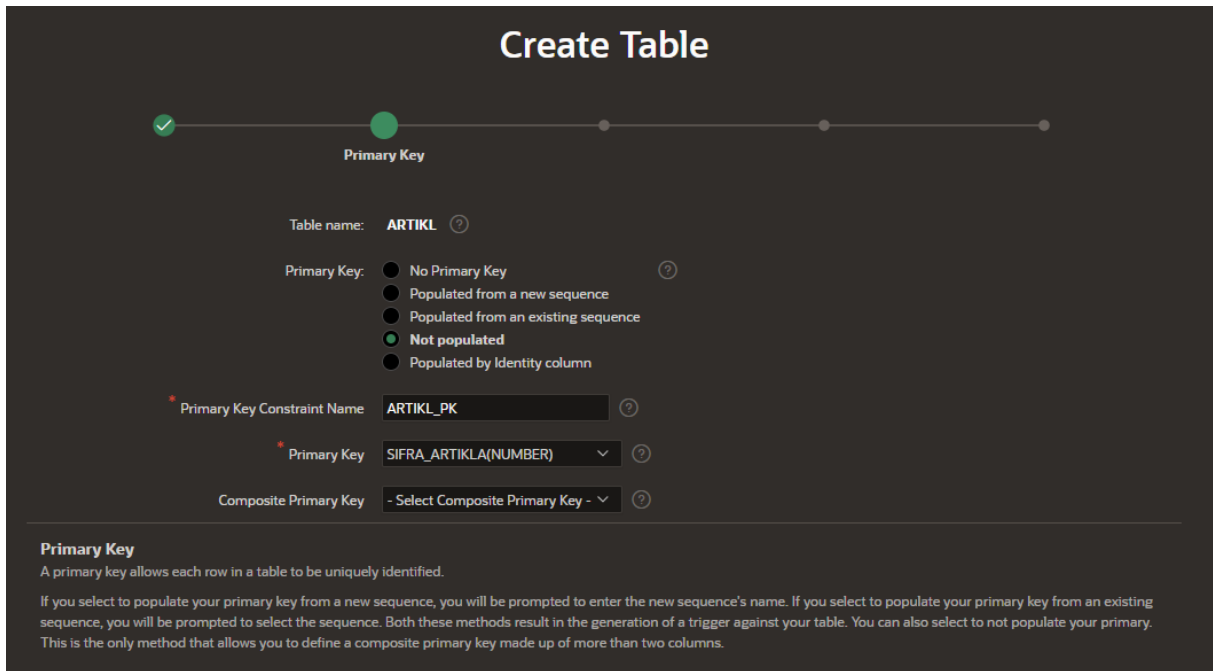 Create Table
Primary Key
Table name: ARTIKL ?
Primary Key: No Primary Key ?
Populated from a new sequence
Populated from an existing sequence
Not populated
Populated by Identity column
* Primary Key Constraint Name ARTIKL_PK ?
* Primary Key SIFRA_ARTIKLA(NUMBER) ?
Composite Primary Key - Select Composite Primary Key - ?
Primary Key
A primary key allows each row in a table to be uniquely identified.
If you select to populate your primary key from a new sequence, you will be prompted to enter the new sequence's name. If you select to populate your primary key from an existing
sequence, you will be prompted to select the sequence. Both these methods result in the generation of a trigger against your table. You can also select to not populate your primary.
This is the only method that allows you to define a composite primary key made up of more than two columns.